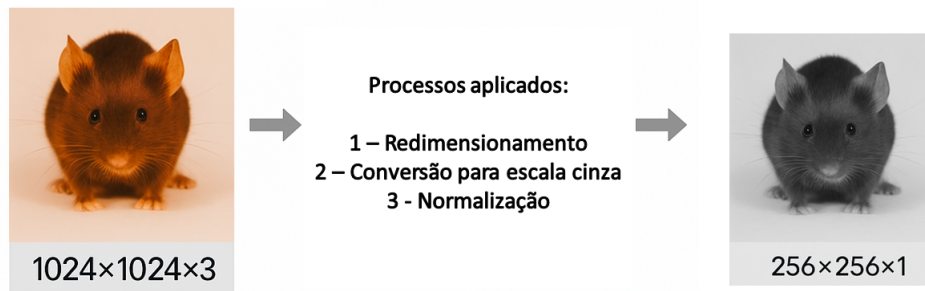 Processos aplicados:
1 – Redimensionamento
2 – Conversão para escala cinza
3 - Normalização
1024×1024×3
256×256×1